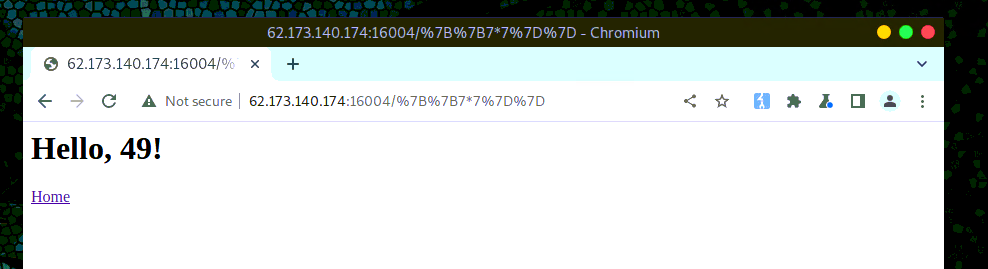 62.173.140.174:16004/%7B%7B7*7%7D%7D - Chromium
62.173.140.174:16004/%
Not secure | 62.173.140.174:16004/%7B%7B7*7%7D%7D
Hello, 49!
Home